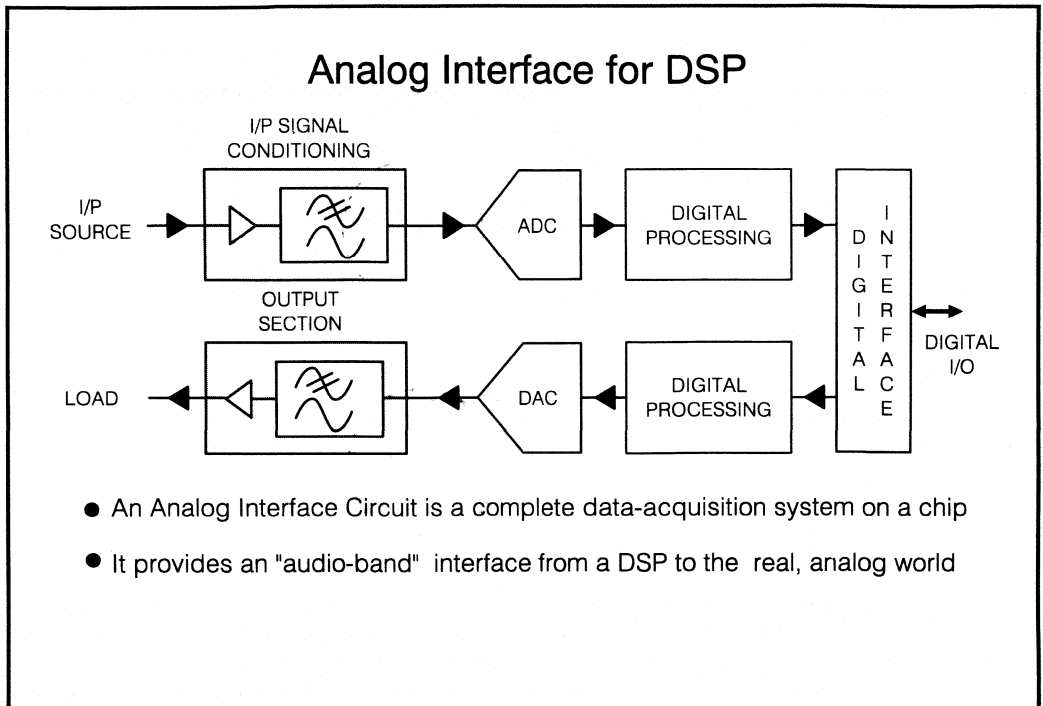 Analog Interface for DSP
I/P SIGNAL
CONDITIONING
I/P
SOURCE
ADC
DIGITAL
PROCESSING
DIGITAL
INTERFACE
DIGITAL
I/O
OUTPUT
SECTION
LOAD
DAC
DIGITAL
PROCESSING
● An Analog Interface Circuit is a complete data-acquisition system on a chip
● It provides an "audio-band" interface from a DSP to the real, analog world